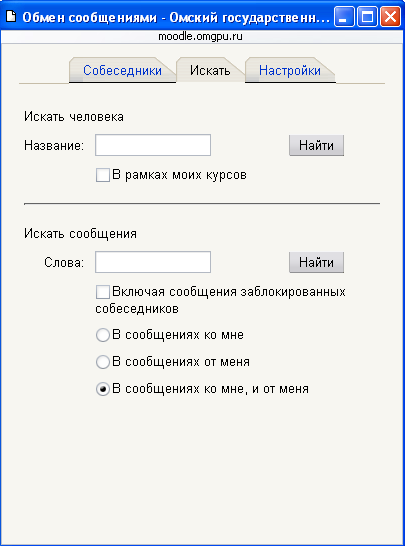 Обмен сообщениями - Омский государственн...
moodle.omgpu.ru
Собеседники Искать Настройки
Искать человека
Название: Найти
В рамках моих курсов
Искать сообщения
Слова: Найти
Включая сообщения заблокированных
собеседников
В сообщениях ко мне
В сообщениях от меня
В сообщениях ко мне, и от меня